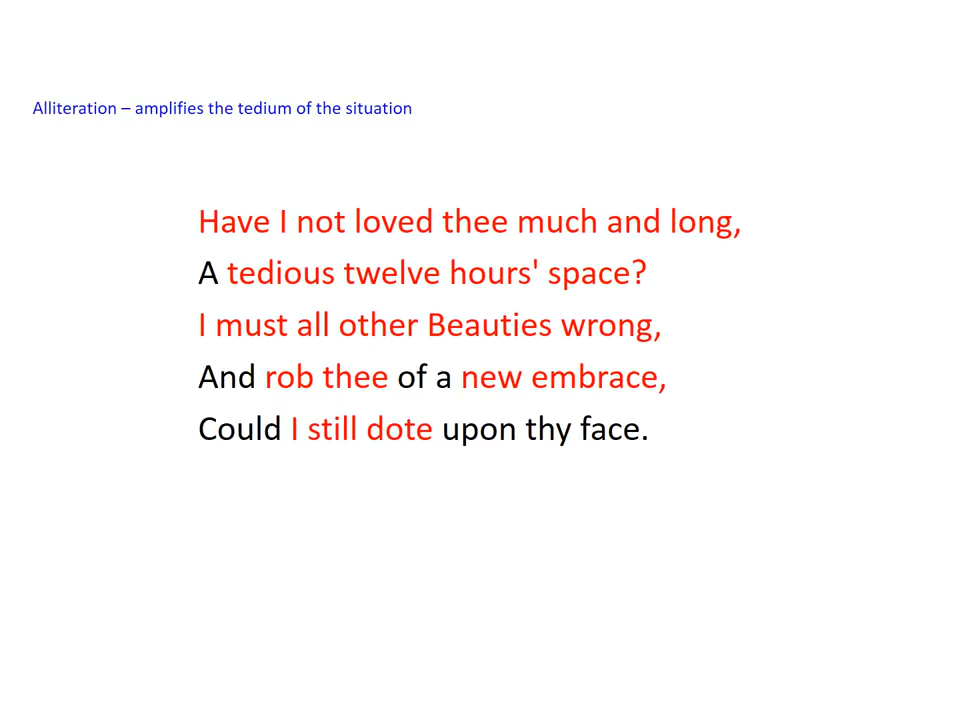 Alliteration – amplifies the tedium of the situation
Have I not loved thee much and long,
A tedious twelve hours' space?
I must all other Beauties wrong,
And rob thee of a new embrace,
Could I still dote upon thy face.